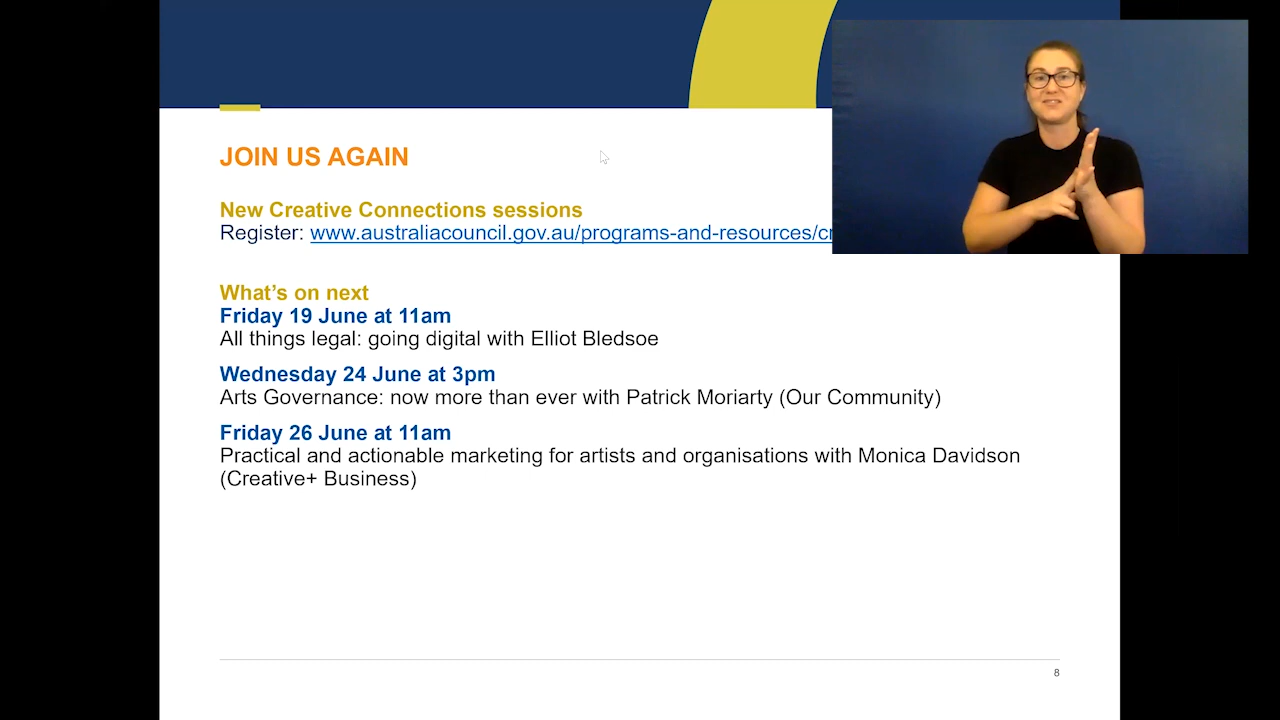 JOIN US AGAIN
New Creative Connections sessions
Register: www.australiacouncil.gov.au/programs-and-resources/
What's on next
Friday 19 June at 11am
All things legal: going digital with Elliot Bledsoe
Wednesday 24 June at 3pm
Arts Governance: now more than ever with Patrick Moriarty (Our Community)
Friday 26 June at 11am
Practical and actionable marketing for artists and organisations with Monica Davidson
(Creative+ Business)
8